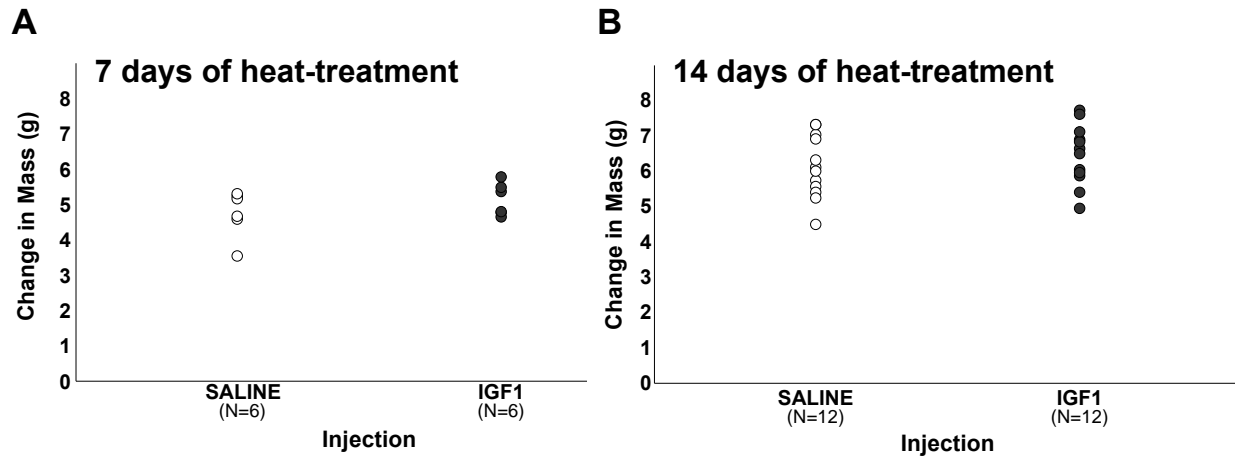 A
7 days of heat-treatment
Change in Mass (g)
8
7
6
5
4
3
2
1
0
SALINE
(N=6)
IGF1
(N=6)
Injection
B
14 days of heat-treatment
Change in Mass (g)
8
7
6
5
4
3
2
1
0
SALINE
(N=12)
IGF1
(N=12)
Injection